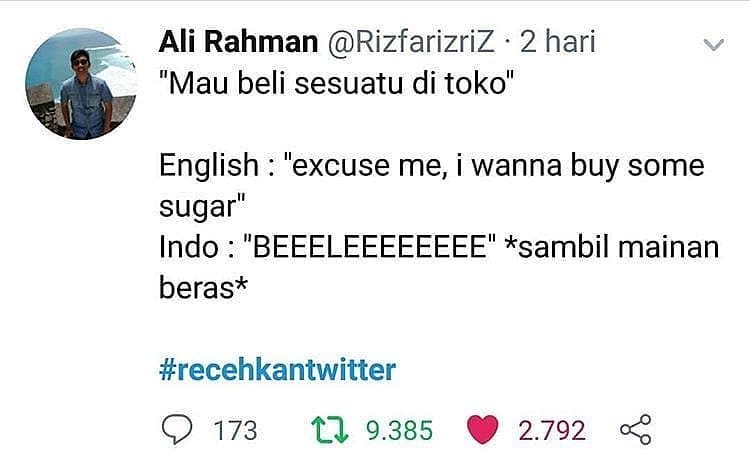 Ali Rahman @RizfarizriZ · 2 hari
"Mau beli sesuatu di toko"
English : "excuse me, i wanna buy some
sugar"
Indo : "BEEELEEEEEEEE" *sambil mainan
beras*
#recehkantwitter
173 9.385 2.792